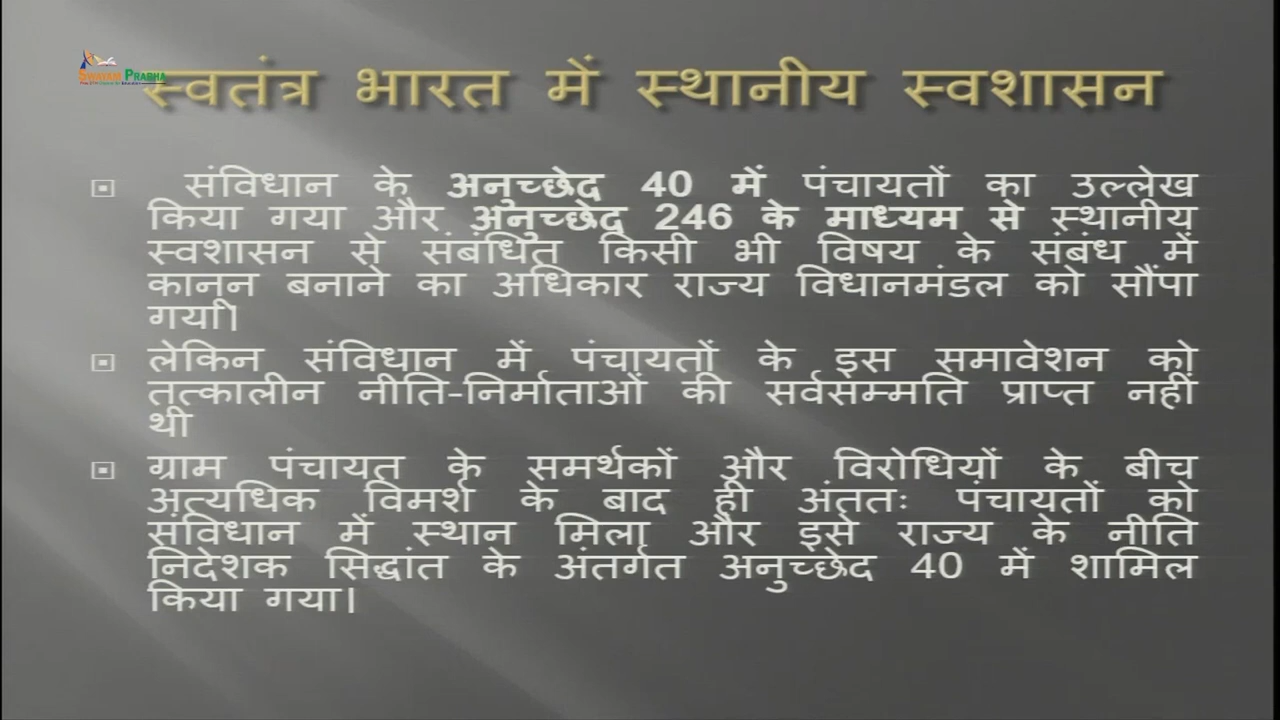 SWAYAM PRABHA
स्वतंत्र भारत में स्थानीय स्वशासन
संविधान के अनुच्छेद 40 में पंचायतों का उल्लेख
किया गया और अनुच्छेद 246 के माध्यम से स्थानीय
स्वशासन से संबंधित किसी भी विषय के संबंध में
कानून बनाने का अधिकार राज्य विधानमंडल को सौंपा
गया।
लेकिन संविधान में पंचायतों के इस समावेशन को
तत्कालीन नीति-निर्माताओं की सर्वसम्मति प्राप्त नहीं
थी
ग्राम पंचायत के समर्थकों और विरोधियों के बीच
अत्यधिक विमर्श के बाद ही अंततः पंचायतों को
संविधान में स्थान मिला और इसे राज्य के नीति
निदेशक सिद्धांत के अंतर्गत अनुच्छेद 40 में शामिल
किया गया।